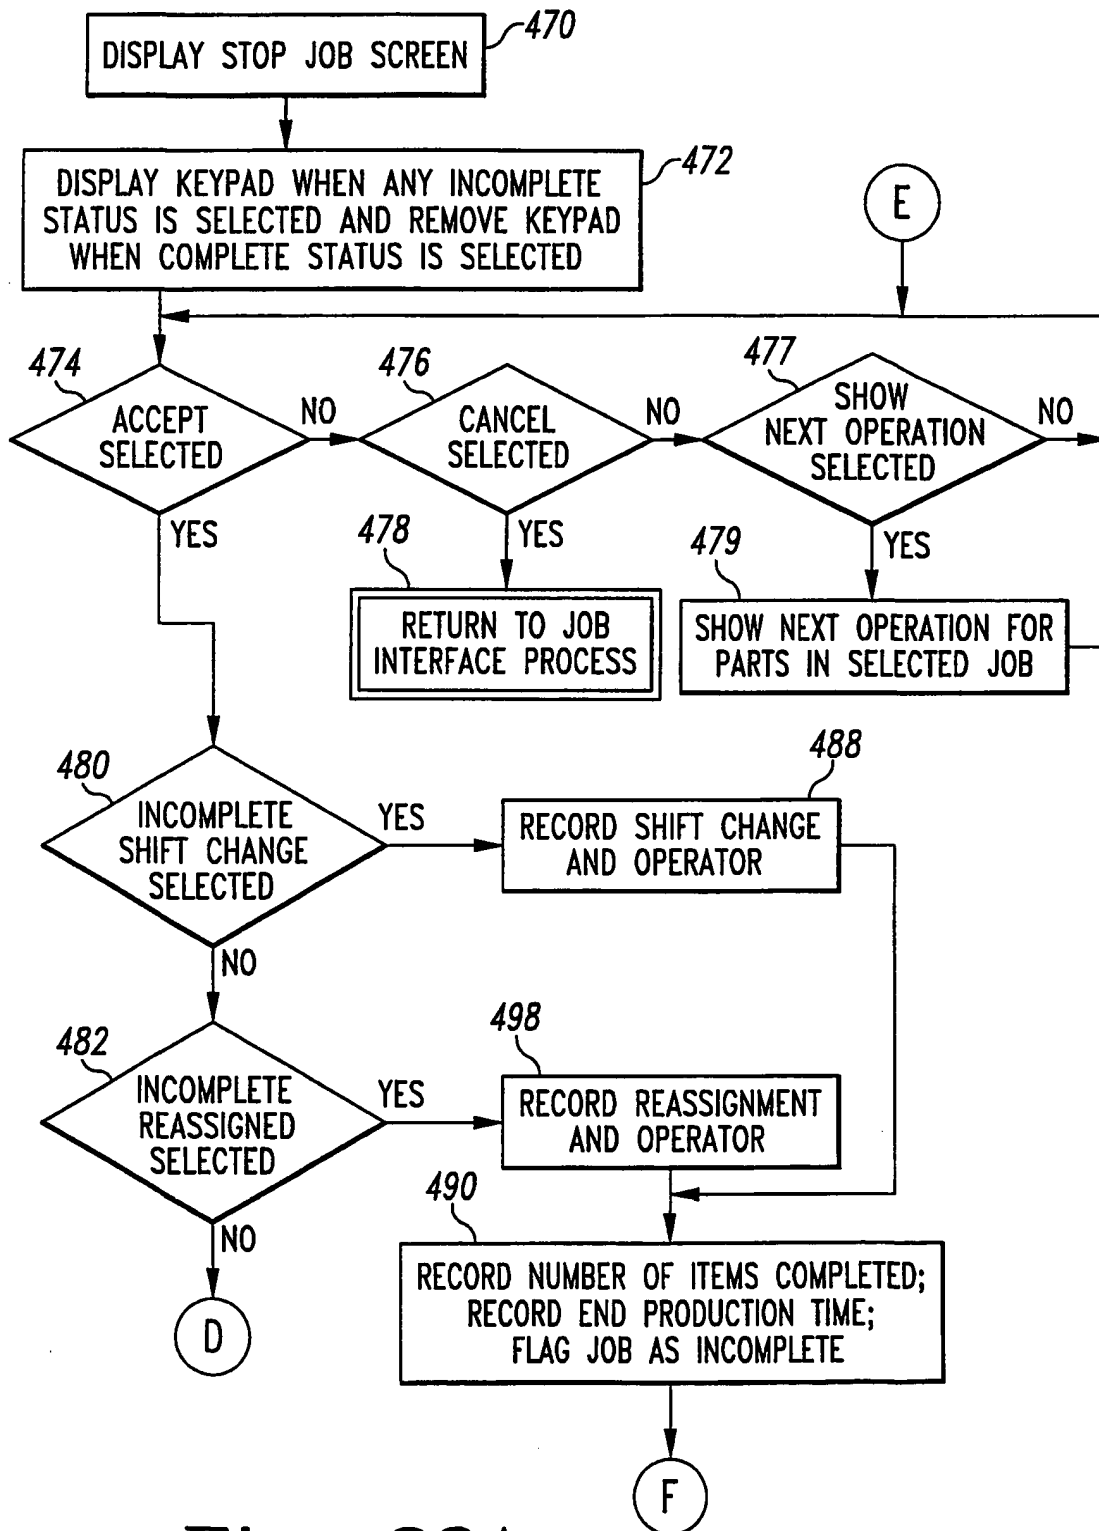 470
DISPLAY STOP JOB SCREEN
472
DISPLAY KEYPAD WHEN ANY INCOMPLETE
STATUS IS SELECTED AND REMOVE KEYPAD
WHEN COMPLETE STATUS IS SELECTED
E
474
ACCEPT
SELECTED
NO
YES
476
CANCEL
SELECTED
NO
YES
477
SHOW
NEXT OPERATION
SELECTED
NO
YES
478
RETURN TO JOB
INTERFACE PROCESS
479
SHOW NEXT OPERATION FOR
PARTS IN SELECTED JOB
480
INCOMPLETE
SHIFT CHANGE
SELECTED
YES
NO
488
RECORD SHIFT CHANGE
AND OPERATOR
482
INCOMPLETE
REASSIGNED
SELECTED
YES
NO
498
RECORD REASSIGNMENT
AND OPERATOR
490
RECORD NUMBER OF ITEMS COMPLETED;
RECORD END PRODUCTION TIME;
FLAG JOB AS INCOMPLETE
D
F